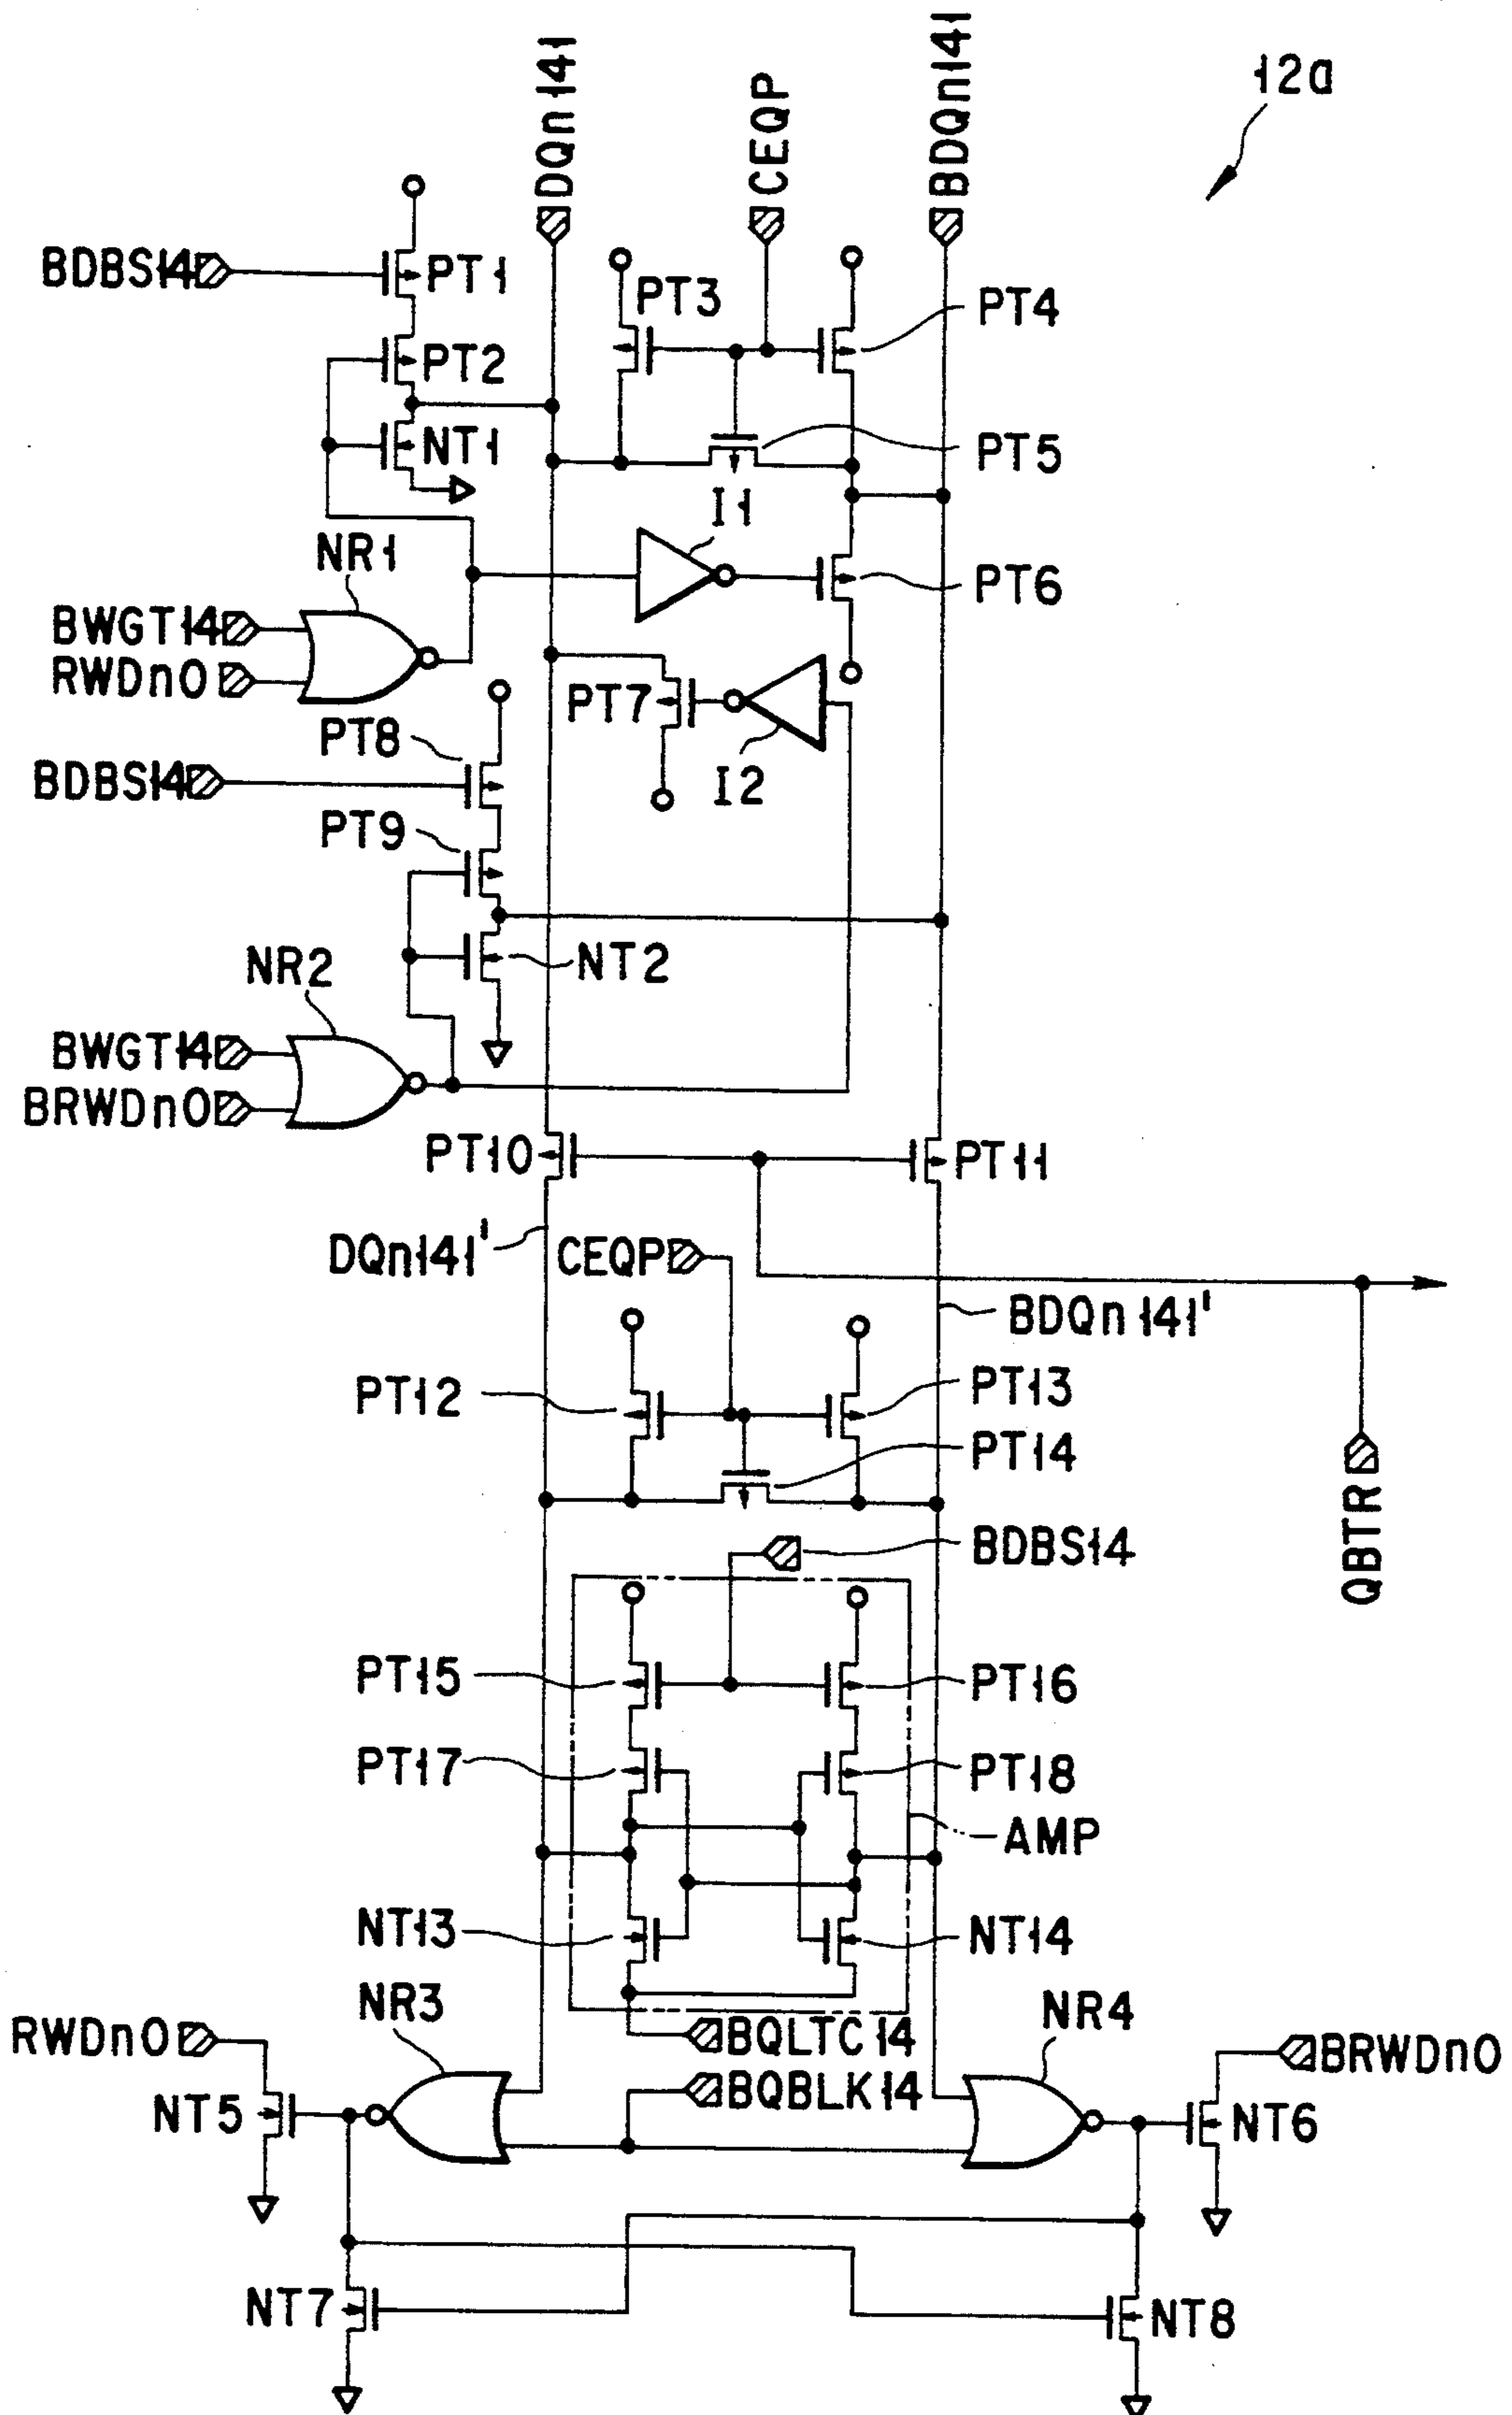 DQn141
CEQP
BDQn141
12a
BDBS14
PT1
PT3
PT4
PT2
NT1
PT5
I1
NR1
PT6
BWGT14
RWDn0
PT7
PT8
I2
BDBS14
PT9
NT2
NR2
BWGT14
BRWDn0
PT10
PT11
DQn141'
CEQP
BDQn141'
PT12
PT13
PT14
QBTR
BDBS14
PT15
PT16
PT17
PT18
AMP
NT13
NT14
NR3
NR4
RWDn0
BQLTC14
BRWDn0
BQBLK14
NT5
NT6
NT7
NT8